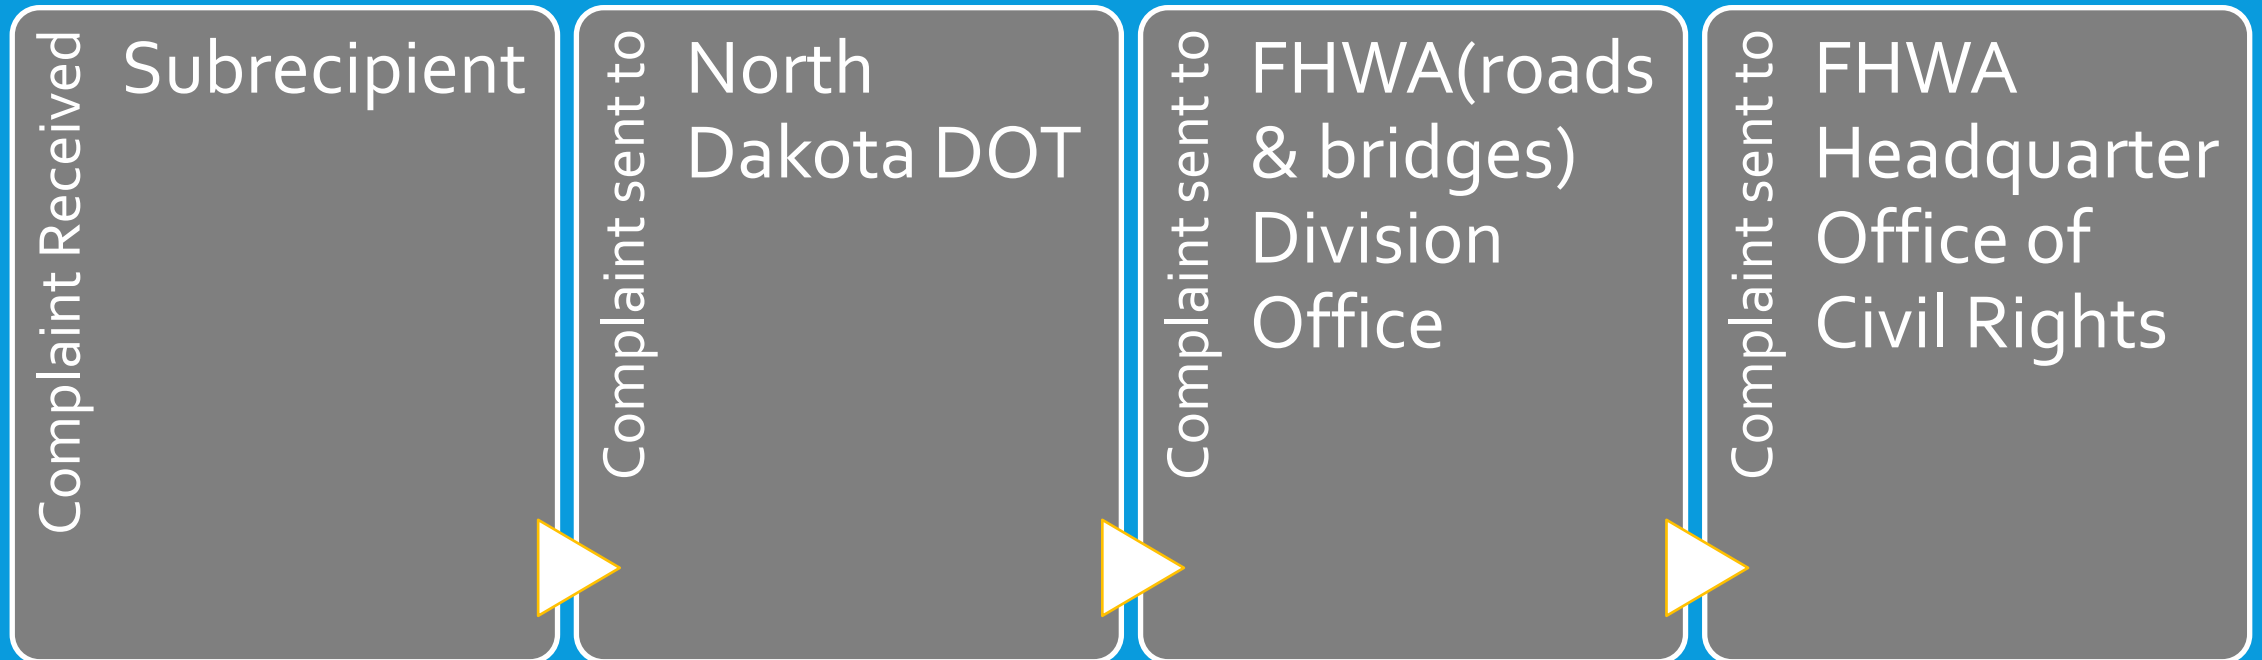 Complaint Received
Subrecipient
Complaint sent to
North
Dakota DOT
Complaint sent to
FHWA(roads
& bridges)
Division
Office
Complaint sent to
FHWA
Headquarter
Office of
Civil Rights